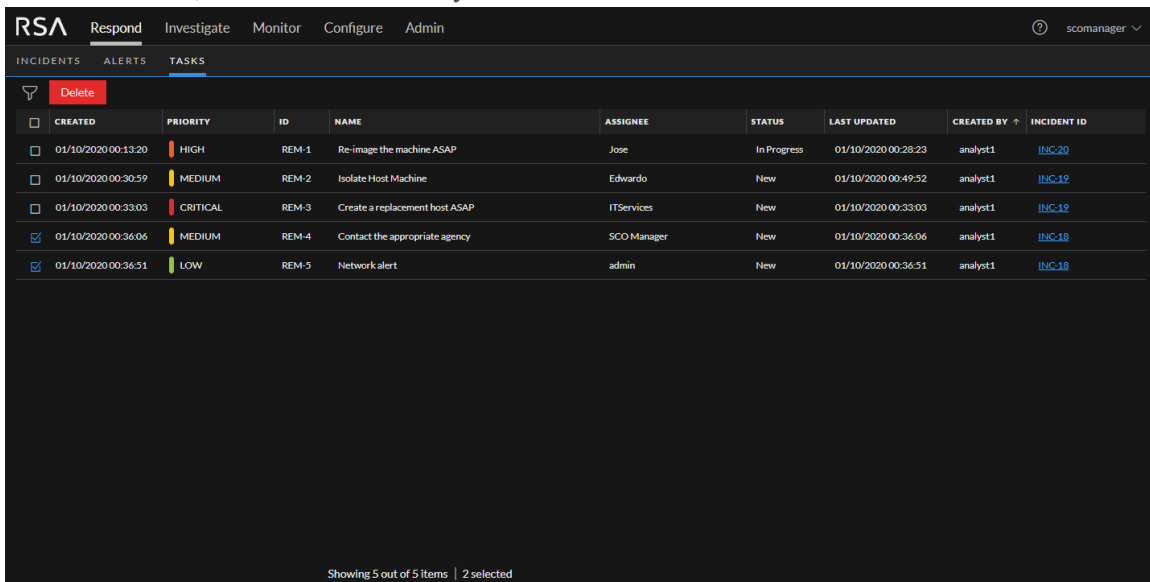 RSA Respond Investigate Monitor Configure Admin scomanager
INCIDENTS ALERTS TASKS
Delete
CREATED PRIORITY ID NAME ASSIGNEE STATUS LAST UPDATED CREATED BY ↑ INCIDENT ID
01/10/2020 00:13:20 HIGH REM-1 Re-image the machine ASAP Jose In Progress 01/10/2020 00:28:23 analyst1 INC-20
01/10/2020 00:30:59 MEDIUM REM-2 Isolate Host Machine Edwardo New 01/10/2020 00:49:52 analyst1 INC-19
01/10/2020 00:33:03 CRITICAL REM-3 Create a replacement host ASAP ITServices New 01/10/2020 00:33:03 analyst1 INC-19
01/10/2020 00:36:06 MEDIUM REM-4 Contact the appropriate agency SCO Manager New 01/10/2020 00:36:06 analyst1 INC-18
01/10/2020 00:36:51 LOW REM-5 Network alert admin New 01/10/2020 00:36:51 analyst1 INC-18
Showing 5 out of 5 items | 2 selected